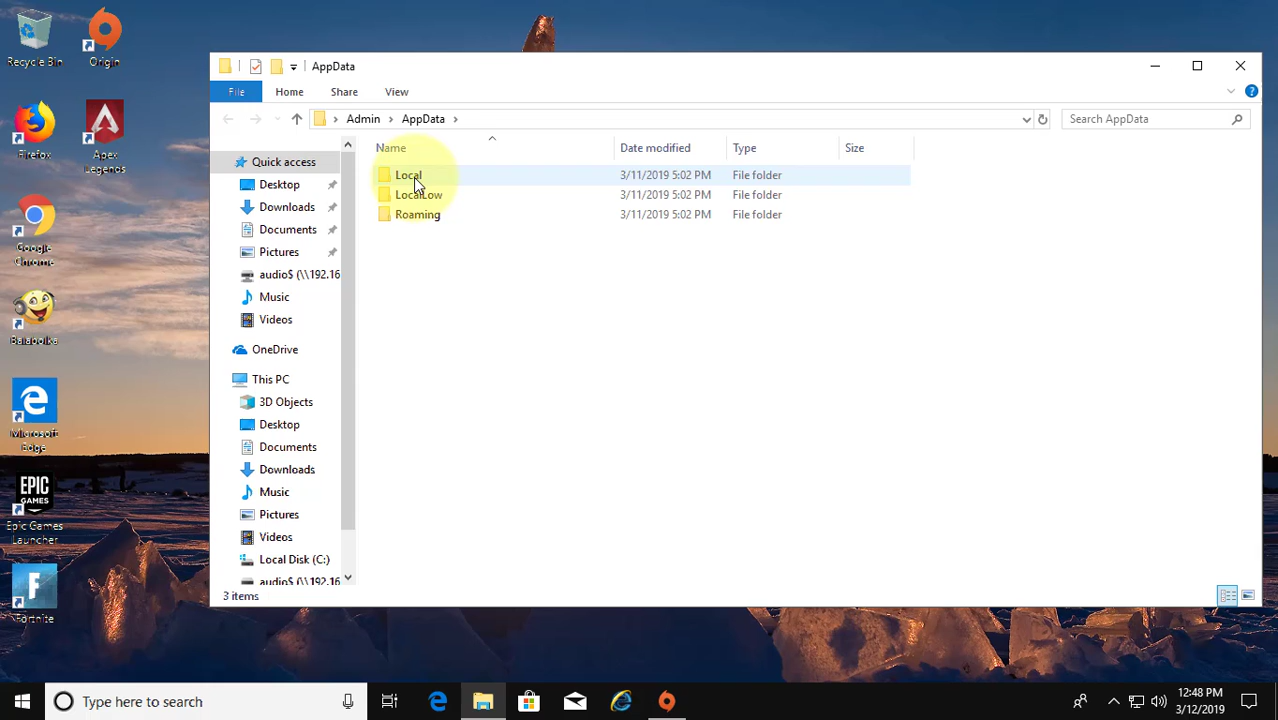 Recycle Bin
Origin
Firefox
Apex
Legends
Google
Chrome
Balabolka
Microsoft
Edge
EPIC
GAMES
Epic Games
Launcher
Fortnite
AppData
File
Home
Share
View
Admin
AppData
Search AppData
Name
Date modified
Type
Size
Quick access
Desktop
Downloads
Documents
Pictures
audio$ (\\192.16
Music
Videos
OneDrive
This PC
3D Objects
Desktop
Documents
Downloads
Music
Pictures
Videos
Local Disk (C:)
audio$ (\\192.16
Local 3/11/2019 5:02 PM File folder
LocalLow 3/11/2019 5:02 PM File folder
Roaming 3/11/2019 5:02 PM File folder
3 items
Type here to search
12:48 PM
3/12/2019